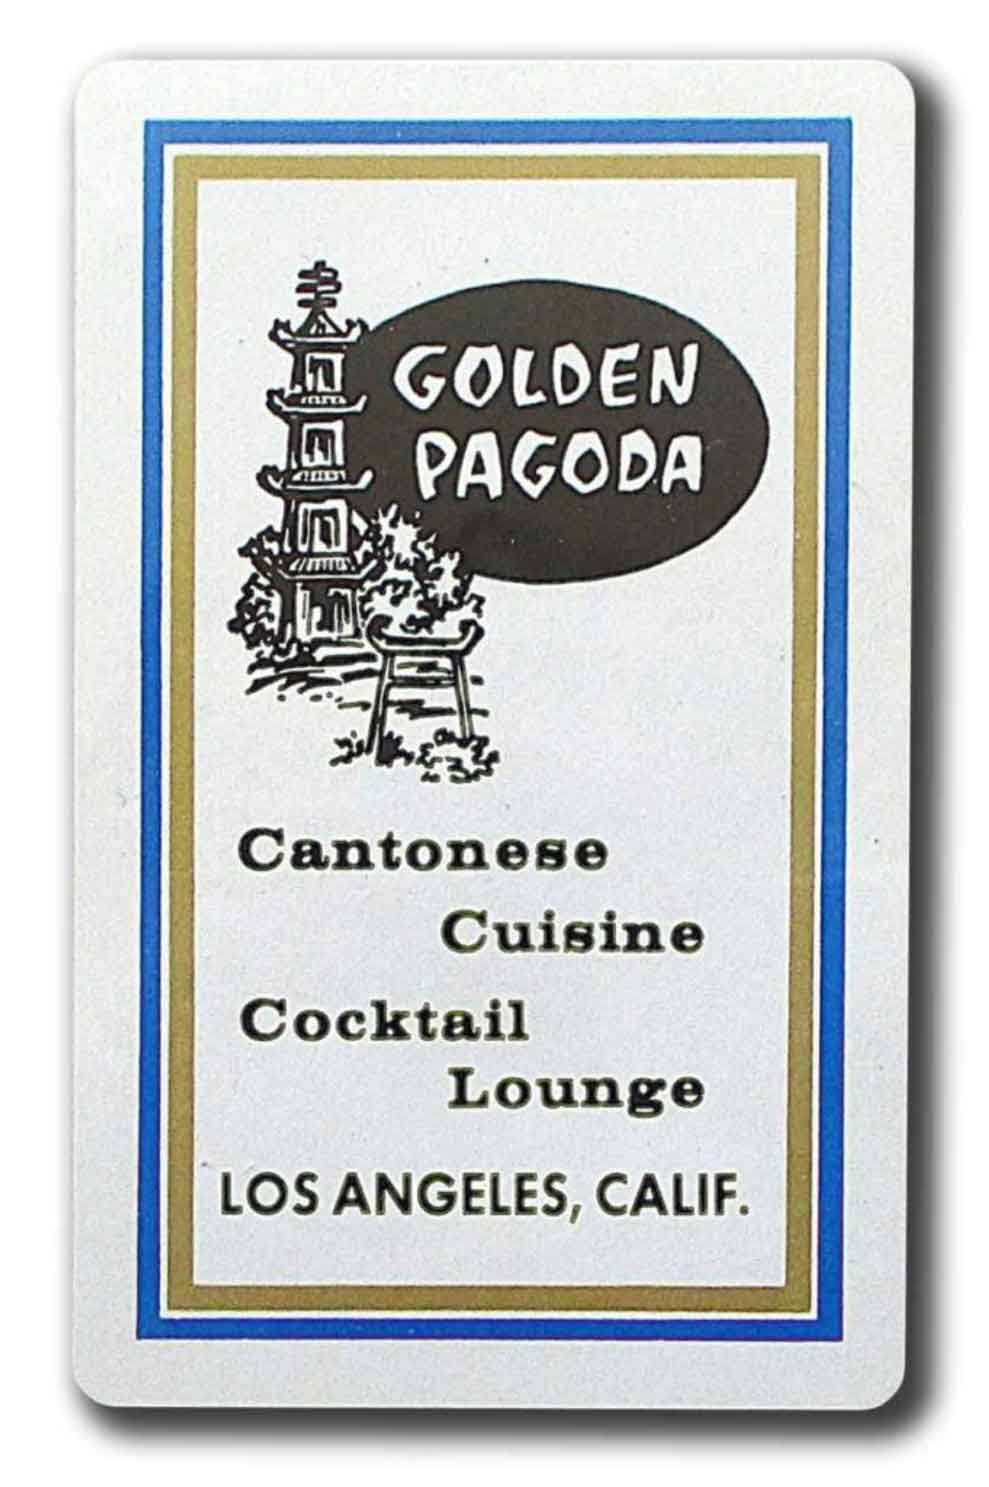 GOLDEN
PAGODA
Cantonese
Cuisine
Cocktail
Lounge
LOS ANGELES, CALIF.